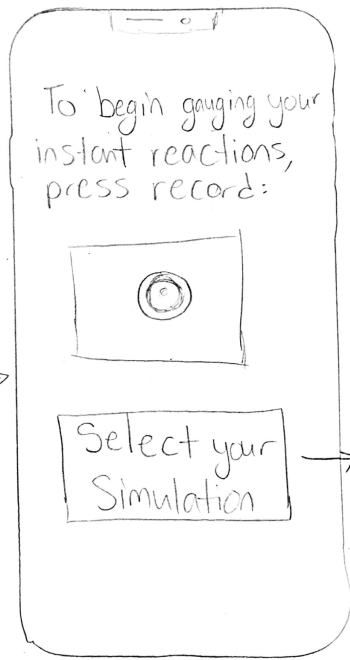 To begin gauging your
instant reactions,
press record:
Select your
Simulation